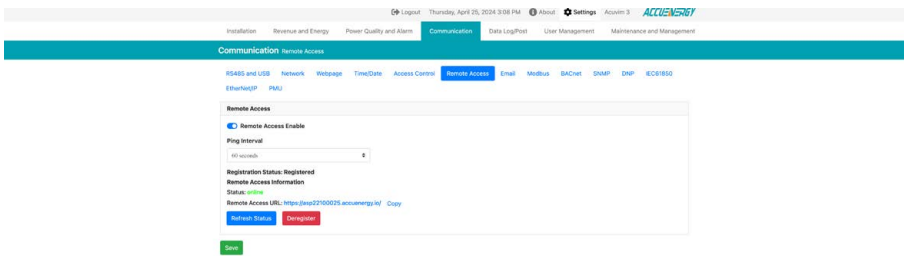 Logout Thursday, April 25, 2024 3:08 PM About Settings Acuvim 3 ACCUENERGY
Installation Revenue and Energy Power Quality and Alarm Communication Data Log/Post User Management Maintenance and Management
Communication Remote Access
RS485 and USB Network Webpage Time/Date Access Control Remote Access Email Modbus BACnet SNMP DNP IEC61850
EtherNet/IP PMU
Remote Access
Remote Access Enable
Ping Interval
60 seconds
Registration Status: Registered
Remote Access Information
Status: online
Remote Access URL: https://asp22100025.accuenergy.io/ Copy
Refresh Status Deregister
Save